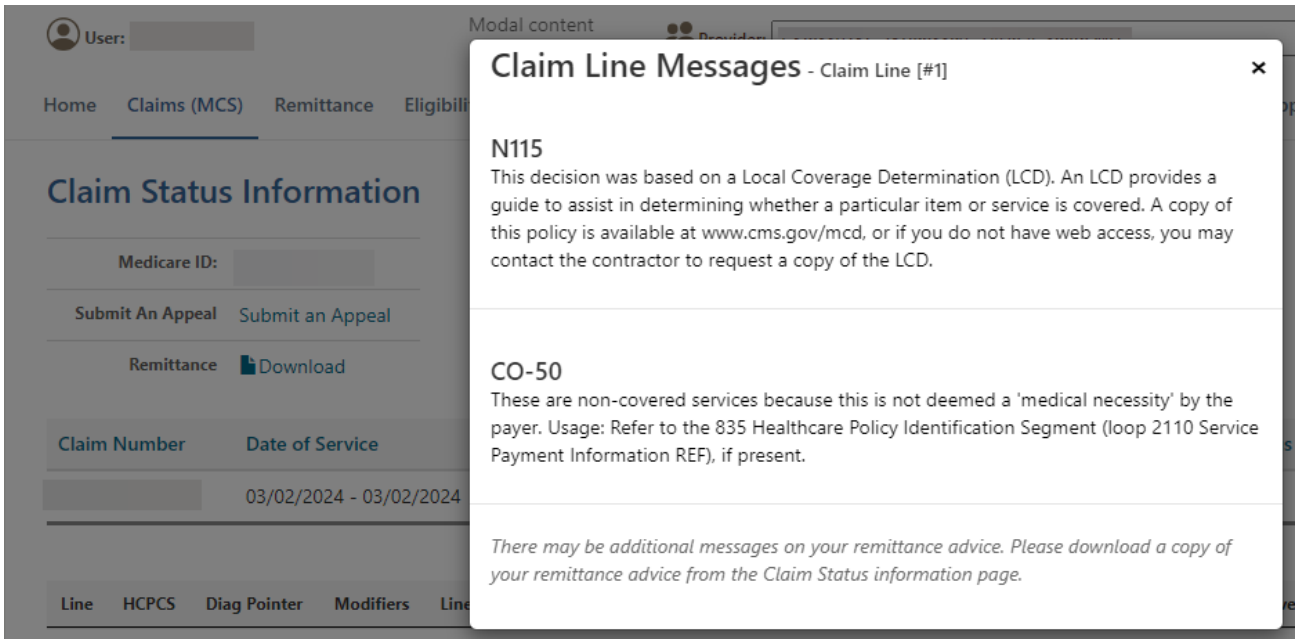 User:
Modal content
Home Claims (MCS) Remittance
Claim Status Information
Medicare ID:
Submit An Appeal Submit an Appeal
Remittance Download
Claim Number Date of Service
03/02/2024 - 03/02/2024
Line HCPCS Diag Pointer Modifiers
Claim Line Messages - Claim Line [#1] ×
N115
This decision was based on a Local Coverage Determination (LCD). An LCD provides a
guide to assist in determining whether a particular item or service is covered. A copy of
this policy is available at www.cms.gov/mcd, or if you do not have web access, you may
contact the contractor to request a copy of the LCD.
CO-50
These are non-covered services because this is not deemed a 'medical necessity' by the
payer. Usage: Refer to the 835 Healthcare Policy Identification Segment (loop 2110 Service
Payment Information REF), if present.
There may be additional messages on your remittance advice. Please download a copy of
your remittance advice from the Claim Status information page.